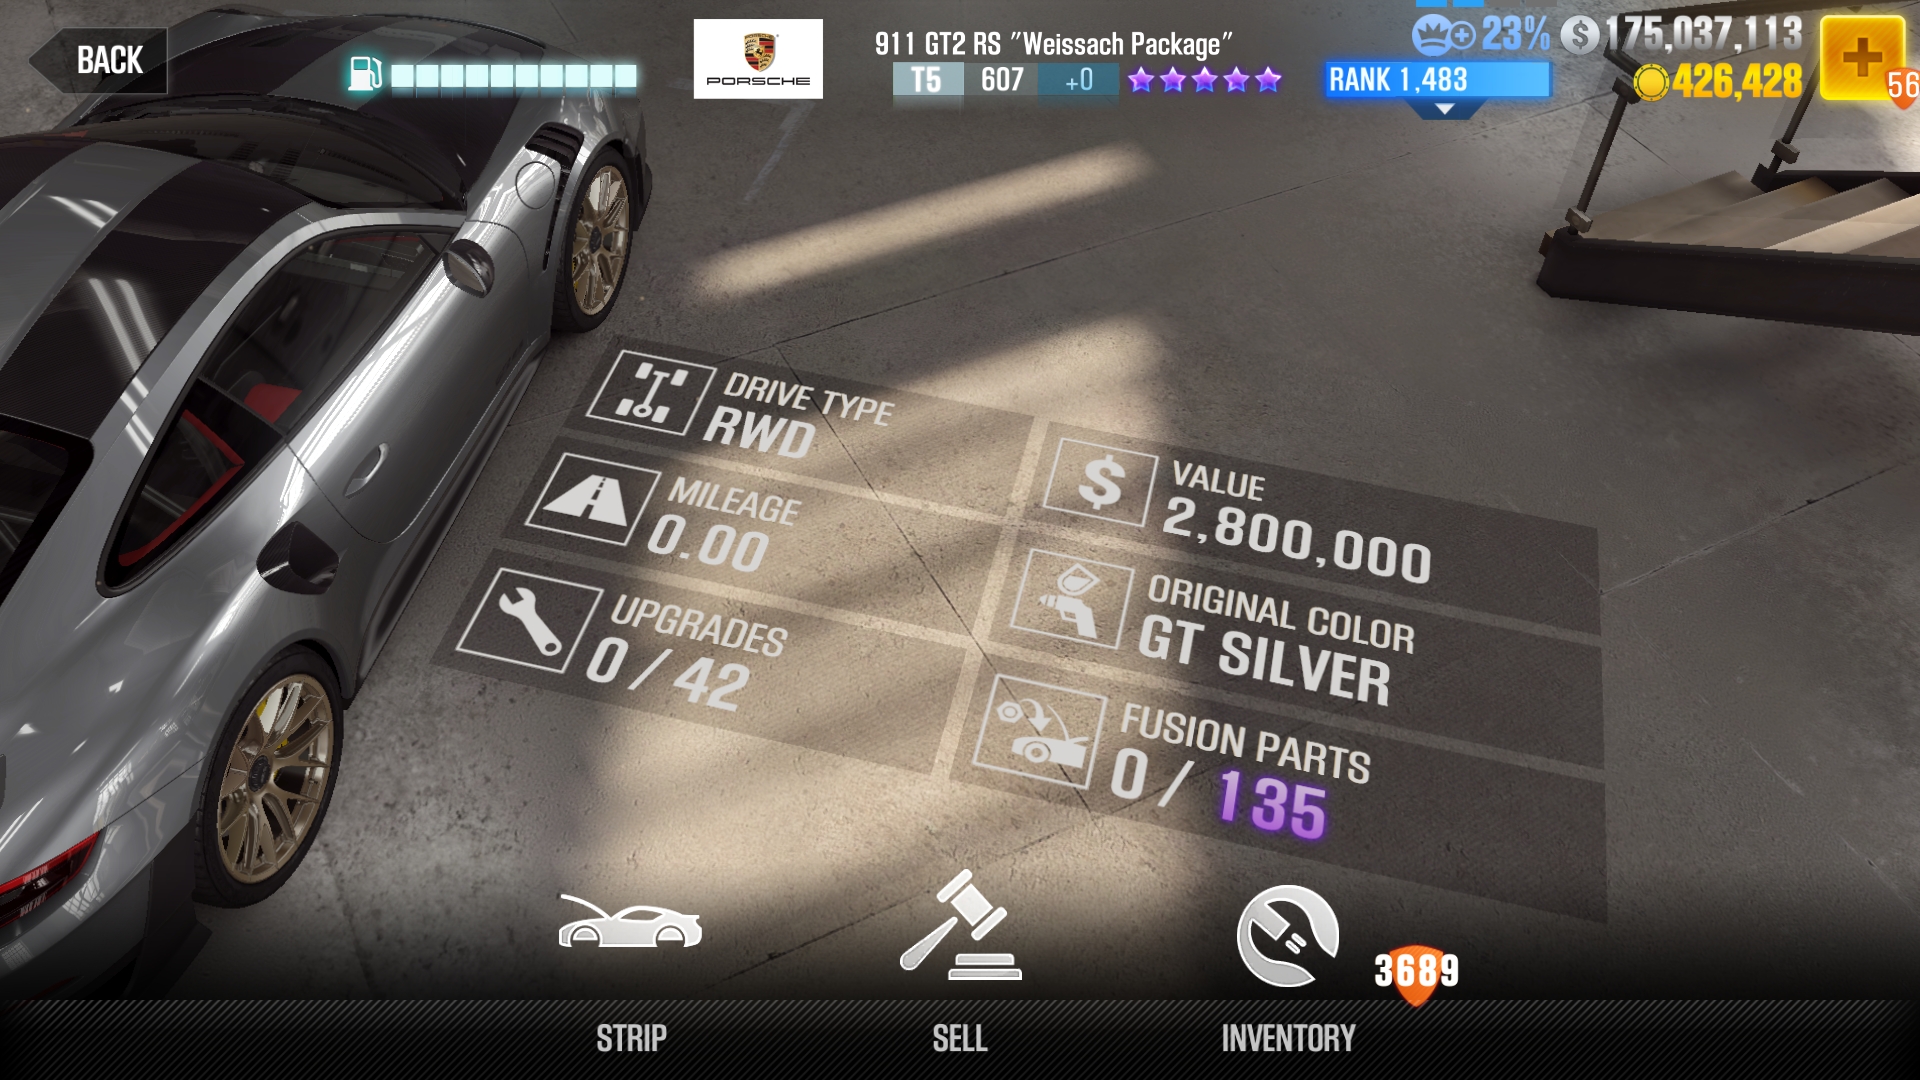 BACK
PORSCHE
911 GT2 RS "Weissach Package"
T5 607 +0
RANK 1,483
23%
175,037,113
426,428
56
DRIVE TYPE
RWD
MILEAGE
0.00
UPGRADES
0 / 42
VALUE
2,800,000
ORIGINAL COLOR
GT SILVER
FUSION PARTS
0 / 135
3689
STRIP
SELL
INVENTORY